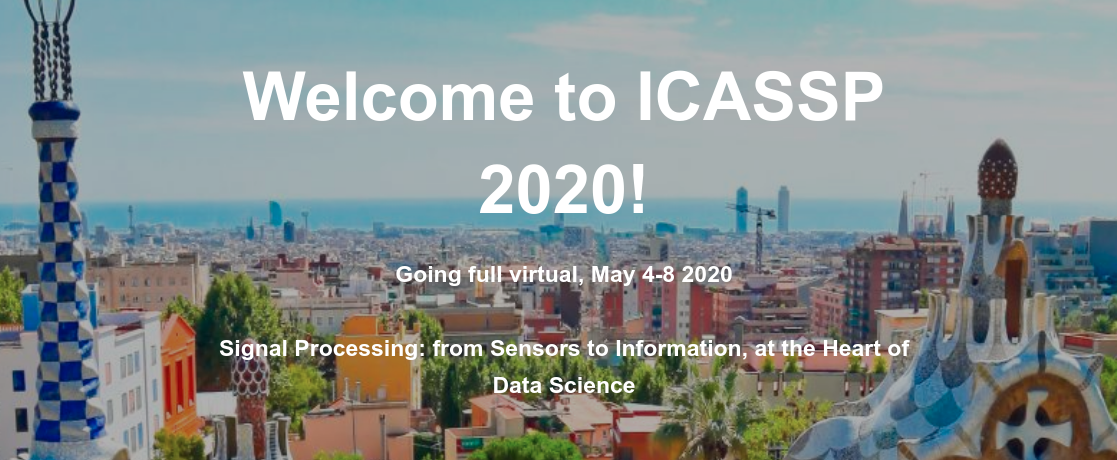 Welcome to ICASSP
2020!
Going full virtual, May 4-8 2020
Signal Processing: from Sensors to Information, at the Heart of
Data Science